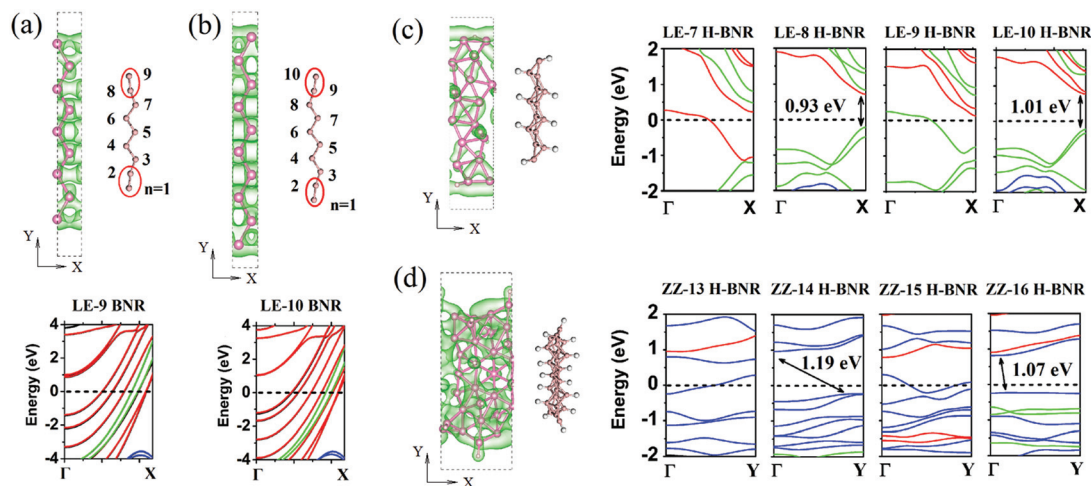 (a)
9
8
7
6
5
4
3
2
n=1
Y
X
(b)
10
9
8
7
6
5
4
3
2
n=1
Y
X
(c)
Y
X
LE-7 H-BNR LE-8 H-BNR LE-9 H-BNR LE-10 H-BNR
Energy (eV)
2
1
0
-1
-2
0.93 eV
1.01 eV
Γ X Γ X Γ X Γ X
LE-9 BNR
Energy (eV)
4
2
0
-2
-4
Γ X
LE-10 BNR
Energy (eV)
4
2
0
-2
-4
Γ X
(d)
Y
X
ZZ-13 H-BNR ZZ-14 H-BNR ZZ-15 H-BNR ZZ-16 H-BNR
Energy (eV)
2
1
0
-1
-2
1.19 eV
1.07 eV
Γ Y Γ Y Γ Y Γ Y